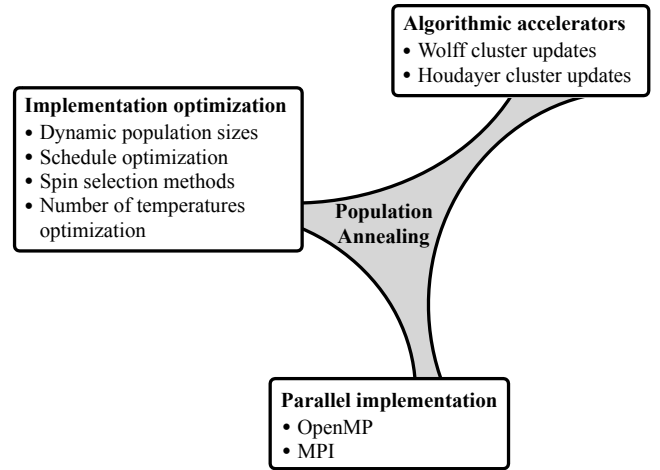 Algorithmic accelerators
• Wolff cluster updates
• Houdayer cluster updates
Implementation optimization
• Dynamic population sizes
• Schedule optimization
• Spin selection methods
• Number of temperatures
optimization
Population
Annealing
Parallel implementation
• OpenMP
• MPI